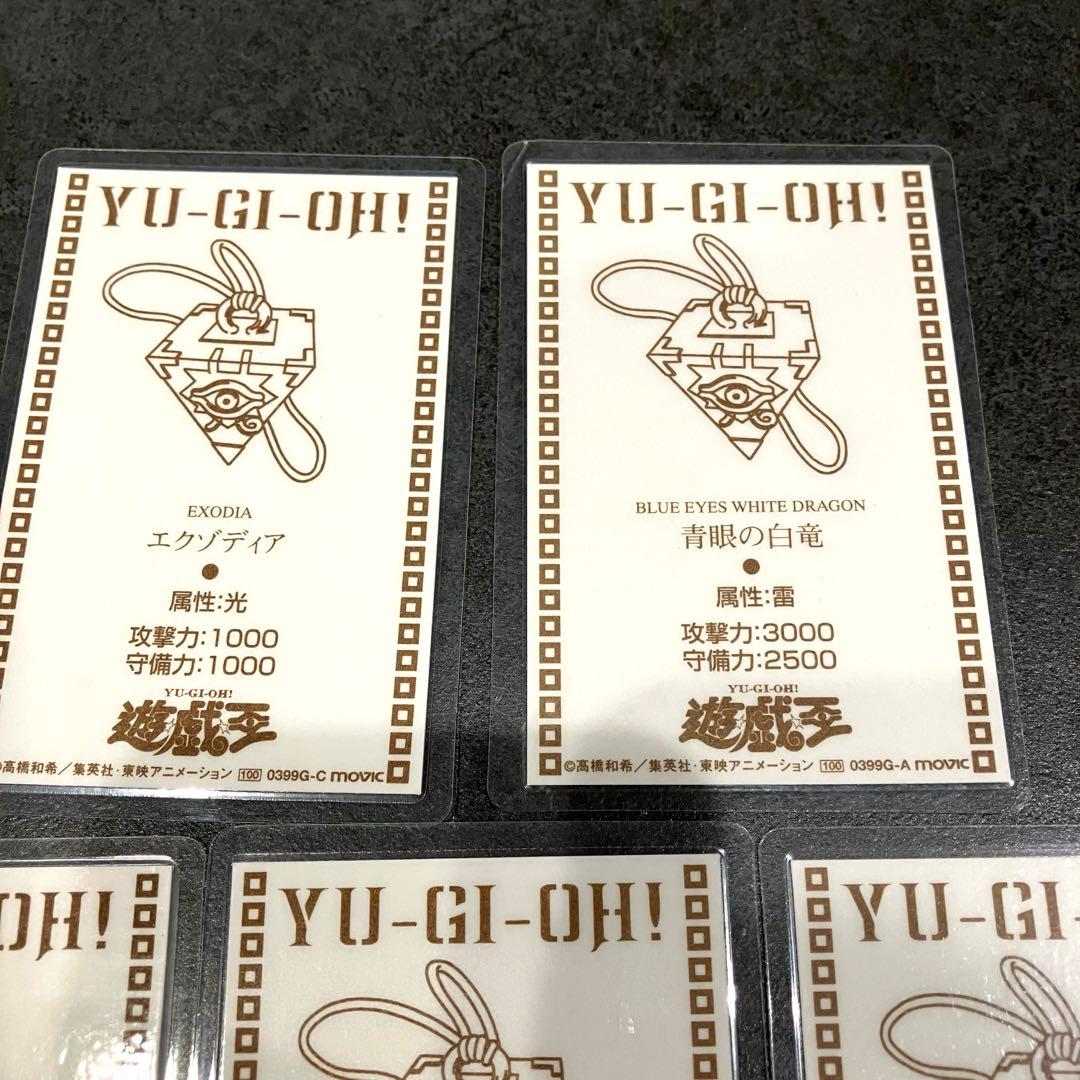 YU-GI-OH!
EXODIA
エクゾディア
属性:光
攻撃力:1000
守備力:1000
YU-GI-OH!
遊☆戯☆王
©高橋和希／集英社・東映アニメーション 100 0399G-C movic
YU-GI-OH!
BLUE EYES WHITE DRAGON
青眼の白竜
属性:雷
攻撃力:3000
守備力:2500
YU-GI-OH!
遊☆戯☆王
©高橋和希／集英社・東映アニメーション 100 0399G-A movic
OH!
YU-GI-OH!
YU-GI-